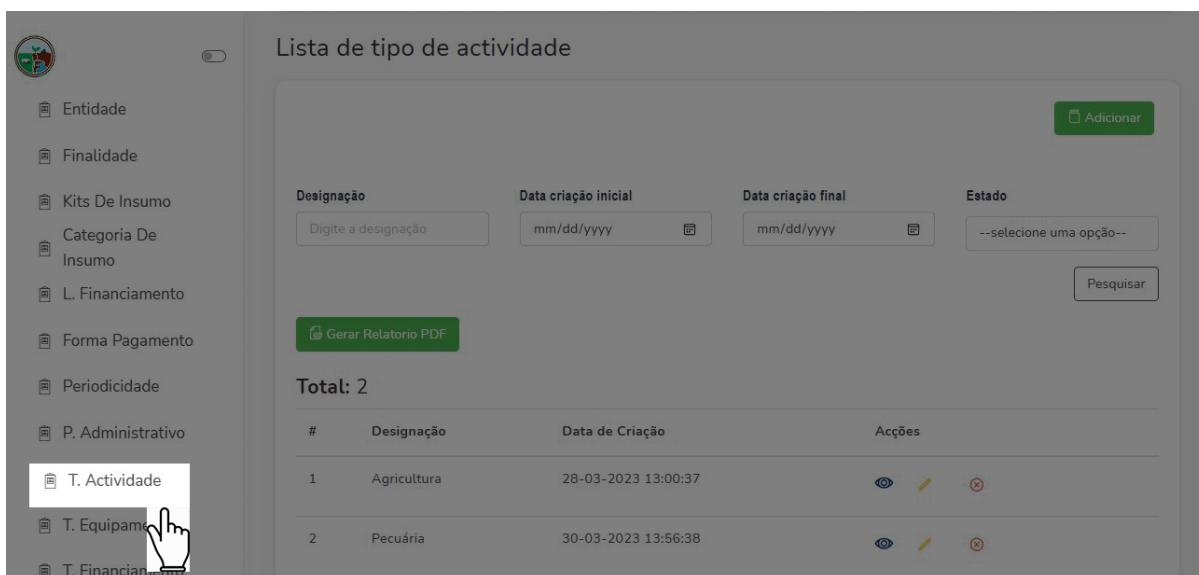 Lista de tipo de actividade
Entidade
Finalidade
Kits De Insumo
Categoria De
Insumo
L. Financiamento
Forma Pagamento
Periodicidade
P. Administrativo
T. Actividade
T.
T.
Adicionar
Designação Data criação inicial Data criação final Estado
Digite a designação mm/dd/yyyy mm/dd/yyyy --selecione uma opção--
Pesquisar
Gerar Relatorio PDF
Total: 2
# Designação Data de Criação Acções
1 Agricultura 28-03-2023 13:00:37
2 Pecuária 30-03-2023 13:56:38